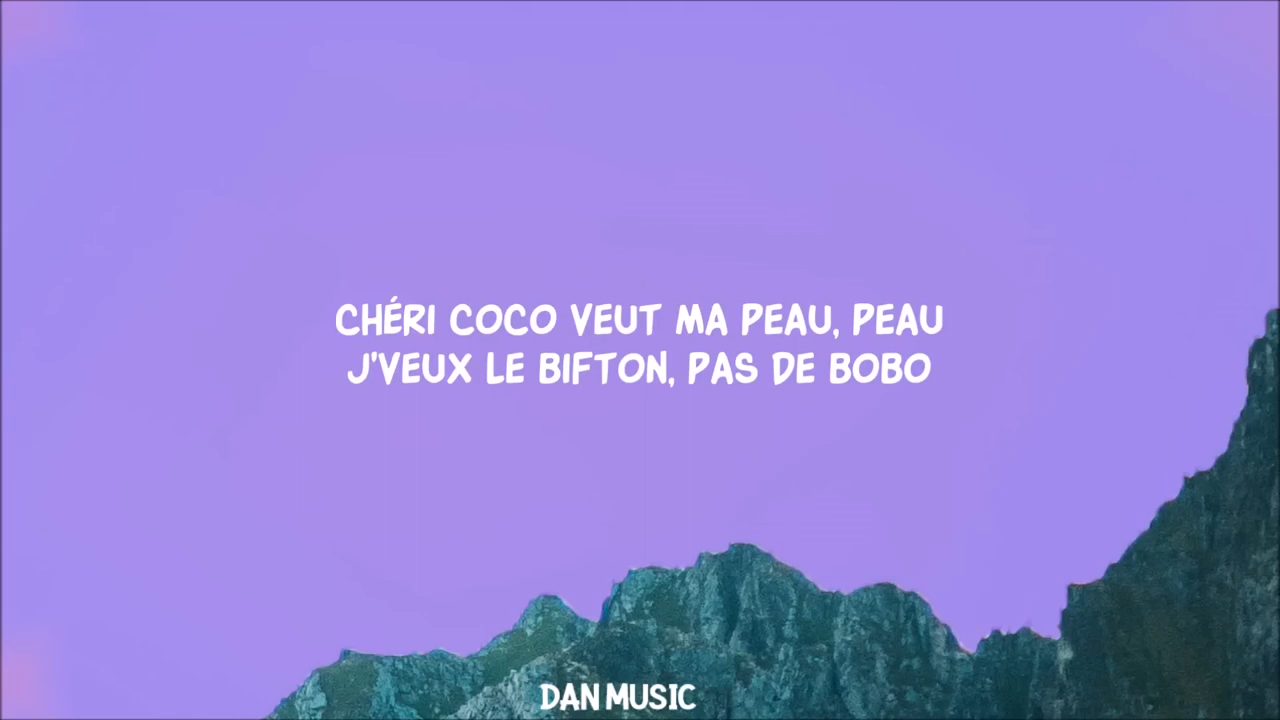 CHÉRI COCO VEUT MA PEAU, PEAU
J'VEUX LE BIFTON, PAS DE BOBO
DAN MUSIC